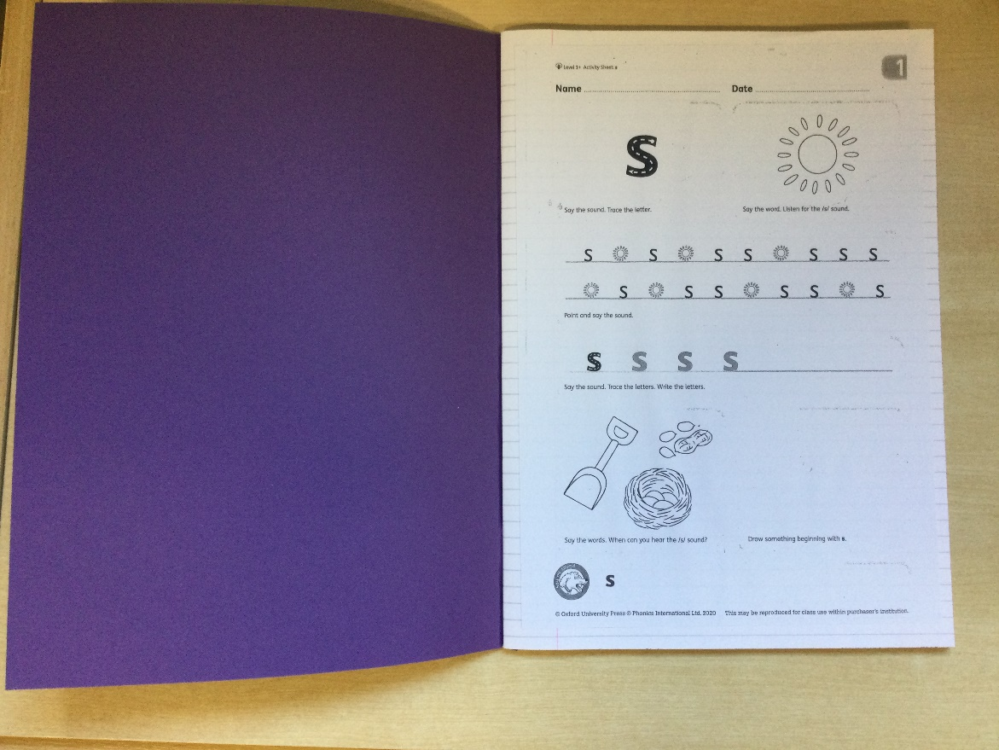 Level 1+ Activity Sheet: s
1
Name Date
s
Say the sound. Trace the letter. Say the word. Listen for the /s/ sound.
s s s s s s s
s s s s s s
Point and say the sound.
s s s s
Say the sound. Trace the letters. Write the letters.
Say the words. When can you hear the /s/ sound? Draw something beginning with s.
s
© Oxford University Press © Phonics International Ltd. 2020 This may be reproduced for class use within purchaser's institution.